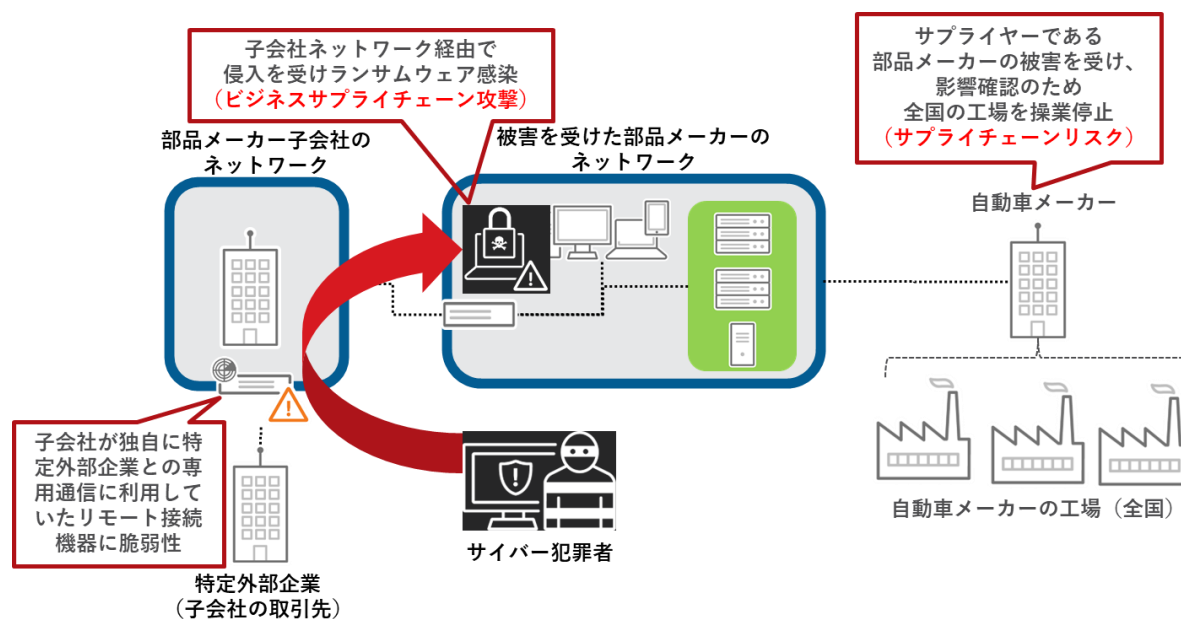 子会社ネットワーク経由で
侵入を受けランサムウェア感染
（ビジネスサプライチェーン攻撃）
サプライヤーである
部品メーカーの被害を受け、
影響確認のため
全国の工場を操業停止
（サプライチェーンリスク）
部品メーカー子会社の
ネットワーク
被害を受けた部品メーカーの
ネットワーク
自動車メーカー
子会社が独自に特
定外部企業との専
用通信に利用して
いたリモート接続
機器に脆弱性
サイバー犯罪者
自動車メーカーの工場（全国）
特定外部企業
（子会社の取引先）